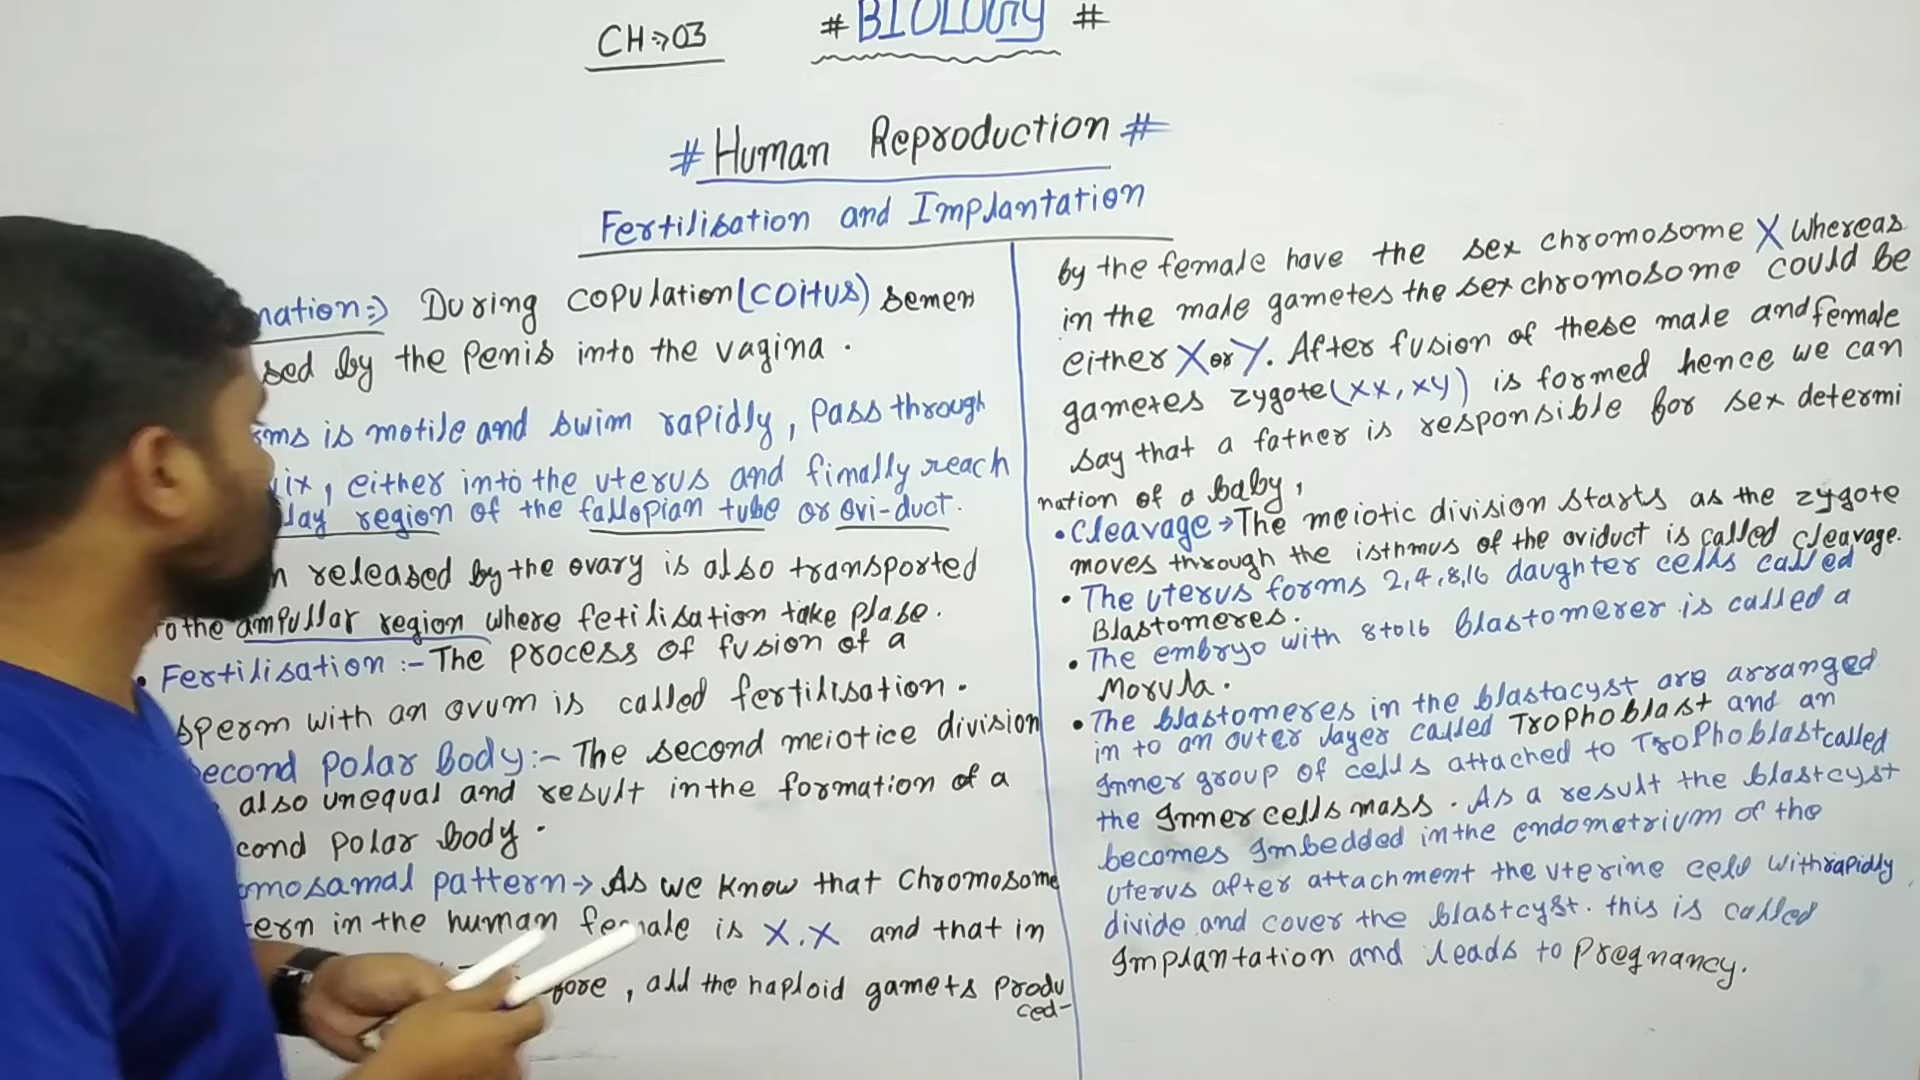 CH->03 # BIOLOGY #
# Human Reproduction #
Fertilisation and Implantation
nation:=> During copulation (coitus) semen
sed by the Penis into the vagina.
ms is motile and swim rapidly, pass through
ix, either into the uterus and fimally reach
lay region of the fallopian tube or ovi-duct.
released by the ovary is also transported
to the ampullar region where fetilisation take plase.
• Fertilisation :- The process of fusion of a
sperm with an ovum is called fertilisation.
Second Polar Body:- The second meiotice division
also unequal and result in the formation of a
cond polar body.
omosamal pattern-> As we know that Chromosome
tern in the human female is X.X and that in
fore, all the haploid gamets Produ
ced-
by the female have the sex chromosome X whereas
in the male gametes the sex chromosome could be
either X or Y. After fusion of these male and female
gametes zygote (xx, xy) is formed hence we can
say that a father is responsible for sex determi
nation of a baby,
• Cleavage -> The meiotic division starts as the zygote
moves through the isthmus of the oviduct is called cleavage.
• The uterus forms 2,4,8,16 daughter cells called
Blastomeres.
• The embryo with 8to16 blastomerer is called a
Morula.
• The blastomeres in the blastacyst are arranged
in to an outer layer called Trophoblast and an
Inner group of cells attached to Trophoblast called
the Inner cells mass. As a result the blastcyst
becomes Imbedded in the endometrium of the
uterus after attachment the uterine cell with rapidly
divide and cover the blastcyst. this is called
Implantation and leads to Pregnancy.